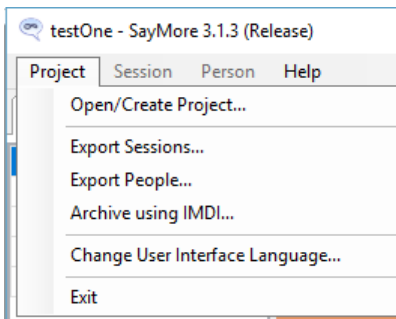 testOne - SayMore 3.1.3 (Release)
Project Session Person Help
Open/Create Project...
Export Sessions...
Export People...
Archive using IMDI...
Change User Interface Language...
Exit